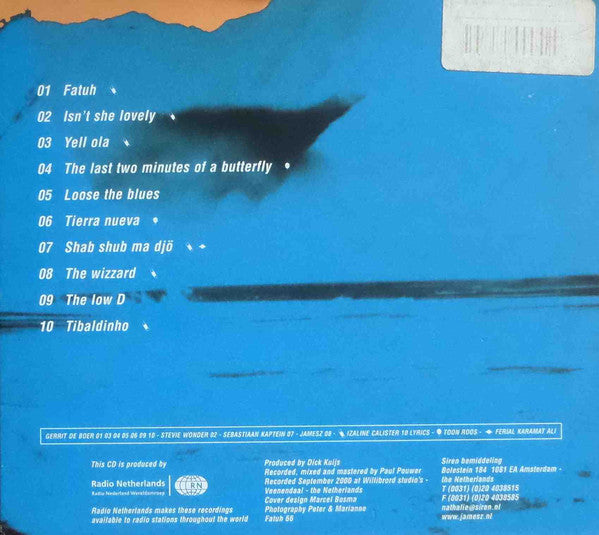 01 Fatuh
02 Isn't she lovely
03 Yell ola
04 The last two minutes of a butterfly
05 Loose the blues
06 Tierra nueva
07 Shab shub ma djö
08 The wizzard
09 The low D
10 Tibaldinho
GERRIT DE BOER 01 03 04 05 06 09 10 - STEVIE WONDER 02 - SEBASTIAAN KAPTEIN 07 - JAMESZ 08 - IZALINE CALISTER 10 LYRICS - TOON ROOS - FERIAL KARAMAT ALI
This CD is produced by
Radio Netherlands
Radio Nederland Wereldomroep
RN
Radio Netherlands makes these recordings
available to radio stations throughout the world
Produced by Dick Kuijs
Recorded, mixed and mastered by Paul Pouwer
Recorded September 2000 at Willibrord studio's -
Veenendaal - the Netherlands
Cover design Marcel Bosma
Photography Peter & Marianne
Fatuh 66
Siren bemiddeling
Bolestein 184 1081 EA Amsterdam -
the Netherlands
T (0031) (0)20 4038515
F (0031) (0)20 4038585
nathalie@siren.nl
www.jamesz.nl